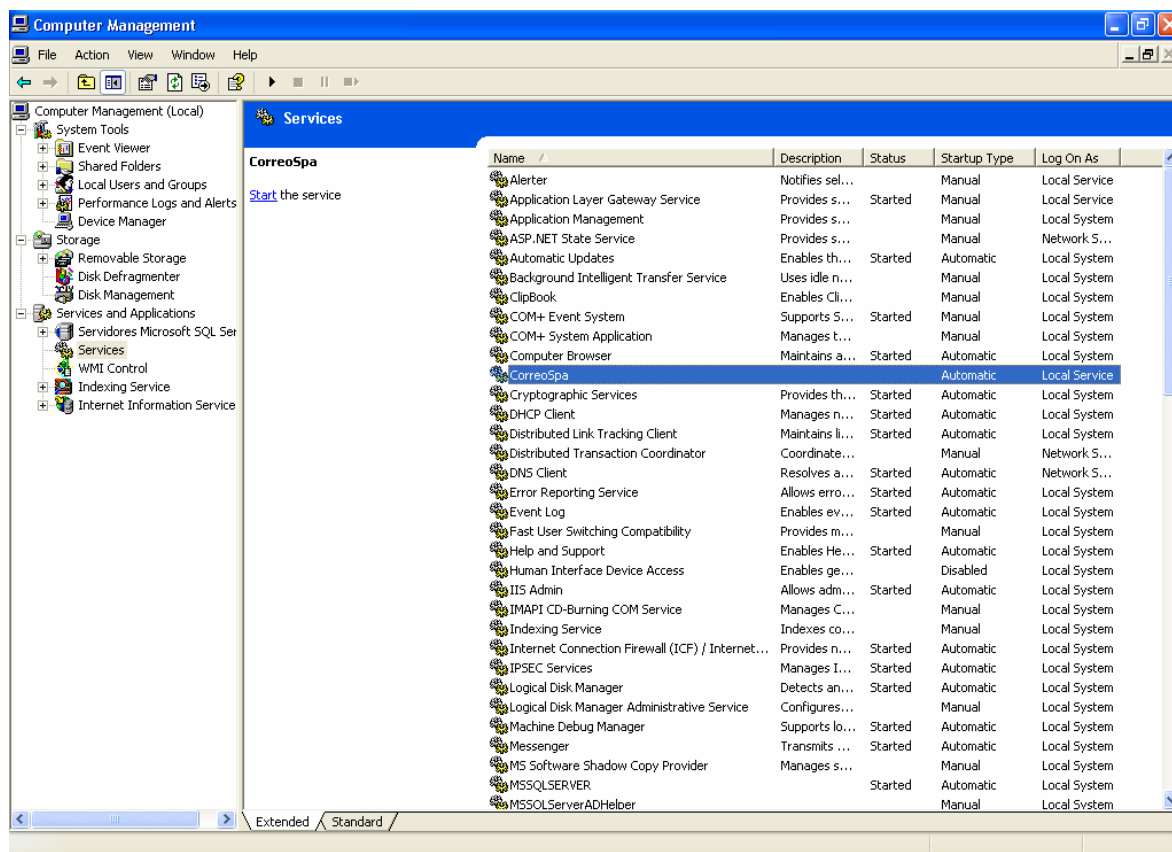 Computer Management
File Action View Window Help
Computer Management (Local)
System Tools
Event Viewer
Shared Folders
Local Users and Groups
Performance Logs and Alerts
Device Manager
Storage
Removable Storage
Disk Defragmenter
Disk Management
Services and Applications
Servidores Microsoft SQL Ser
Services
WMI Control
Indexing Service
Internet Information Service
Services
CorreoSpa
Start the service
Name Description Status Startup Type Log On As
Alerter Notifies sel... Manual Local Service
Application Layer Gateway Service Provides s... Started Manual Local Service
Application Management Provides s... Manual Local System
ASP.NET State Service Provides s... Manual Network S...
Automatic Updates Enables th... Started Automatic Local System
Background Intelligent Transfer Service Uses idle n... Manual Local System
ClipBook Enables Cli... Manual Local System
COM+ Event System Supports S... Started Manual Local System
COM+ System Application Manages t... Manual Local System
Computer Browser Maintains a... Started Automatic Local System
CorreoSpa Automatic Local Service
Cryptographic Services Provides th... Started Automatic Local System
DHCP Client Manages n... Started Automatic Local System
Distributed Link Tracking Client Maintains li... Started Automatic Local System
Distributed Transaction Coordinator Coordinate... Manual Network S...
DNS Client Resolves a... Started Automatic Network S...
Error Reporting Service Allows erro... Started Automatic Local System
Event Log Enables ev... Started Automatic Local System
Fast User Switching Compatibility Provides m... Manual Local System
Help and Support Enables He... Started Automatic Local System
Human Interface Device Access Enables ge... Disabled Local System
IIS Admin Allows adm... Started Automatic Local System
IMAPI CD-Burning COM Service Manages C... Manual Local System
Indexing Service Indexes co... Manual Local System
Internet Connection Firewall (ICF) / Internet... Provides n... Started Automatic Local System
IPSEC Services Manages I... Started Automatic Local System
Logical Disk Manager Detects an... Started Automatic Local System
Logical Disk Manager Administrative Service Configures... Manual Local System
Machine Debug Manager Supports lo... Started Automatic Local System
Messenger Transmits ... Started Automatic Local System
MS Software Shadow Copy Provider Manages s... Manual Local System
MSSQLSERVER Started Automatic Local System
MSSQLServerADHelper Manual Local System
Extended Standard